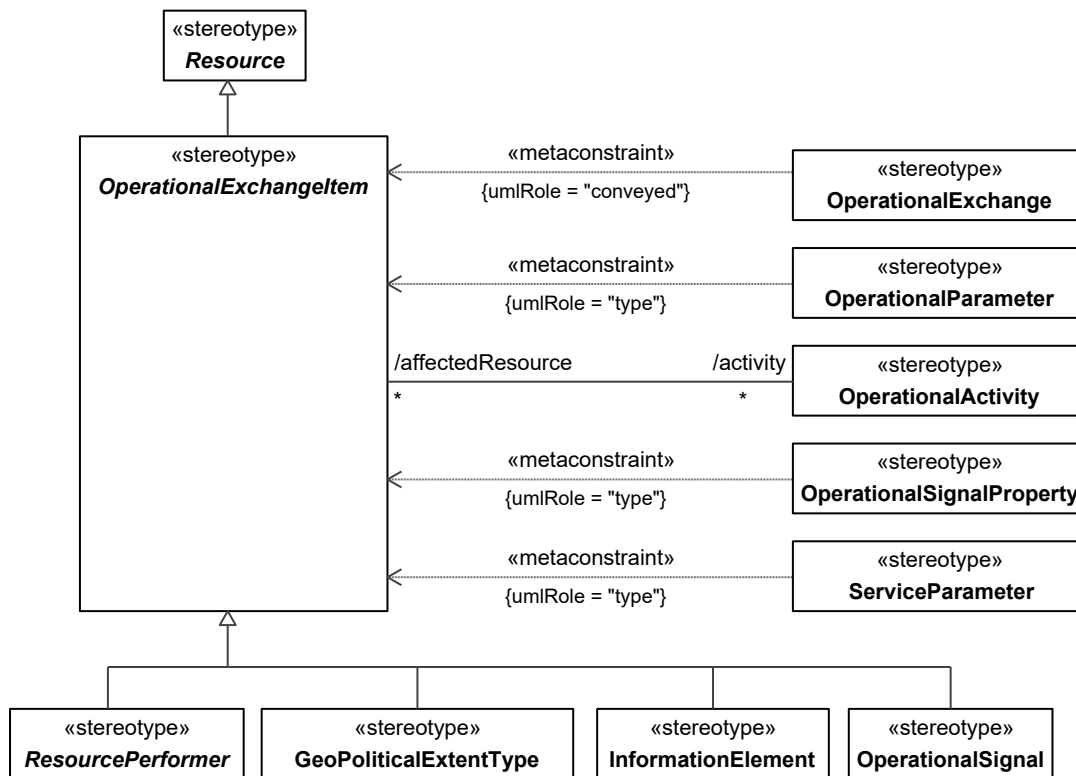 «stereotype»
Resource
«stereotype»
OperationalExchangeItem
«metaconstraint»
{umlRole = "conveyed"}
«stereotype»
OperationalExchange
«metaconstraint»
{umlRole = "type"}
«stereotype»
OperationalParameter
/affectedResource
*
/activity
*
«stereotype»
OperationalActivity
«metaconstraint»
{umlRole = "type"}
«stereotype»
OperationalSignalProperty
«metaconstraint»
{umlRole = "type"}
«stereotype»
ServiceParameter
«stereotype»
ResourcePerformer
«stereotype»
GeoPoliticalExtentType
«stereotype»
InformationElement
«stereotype»
OperationalSignal